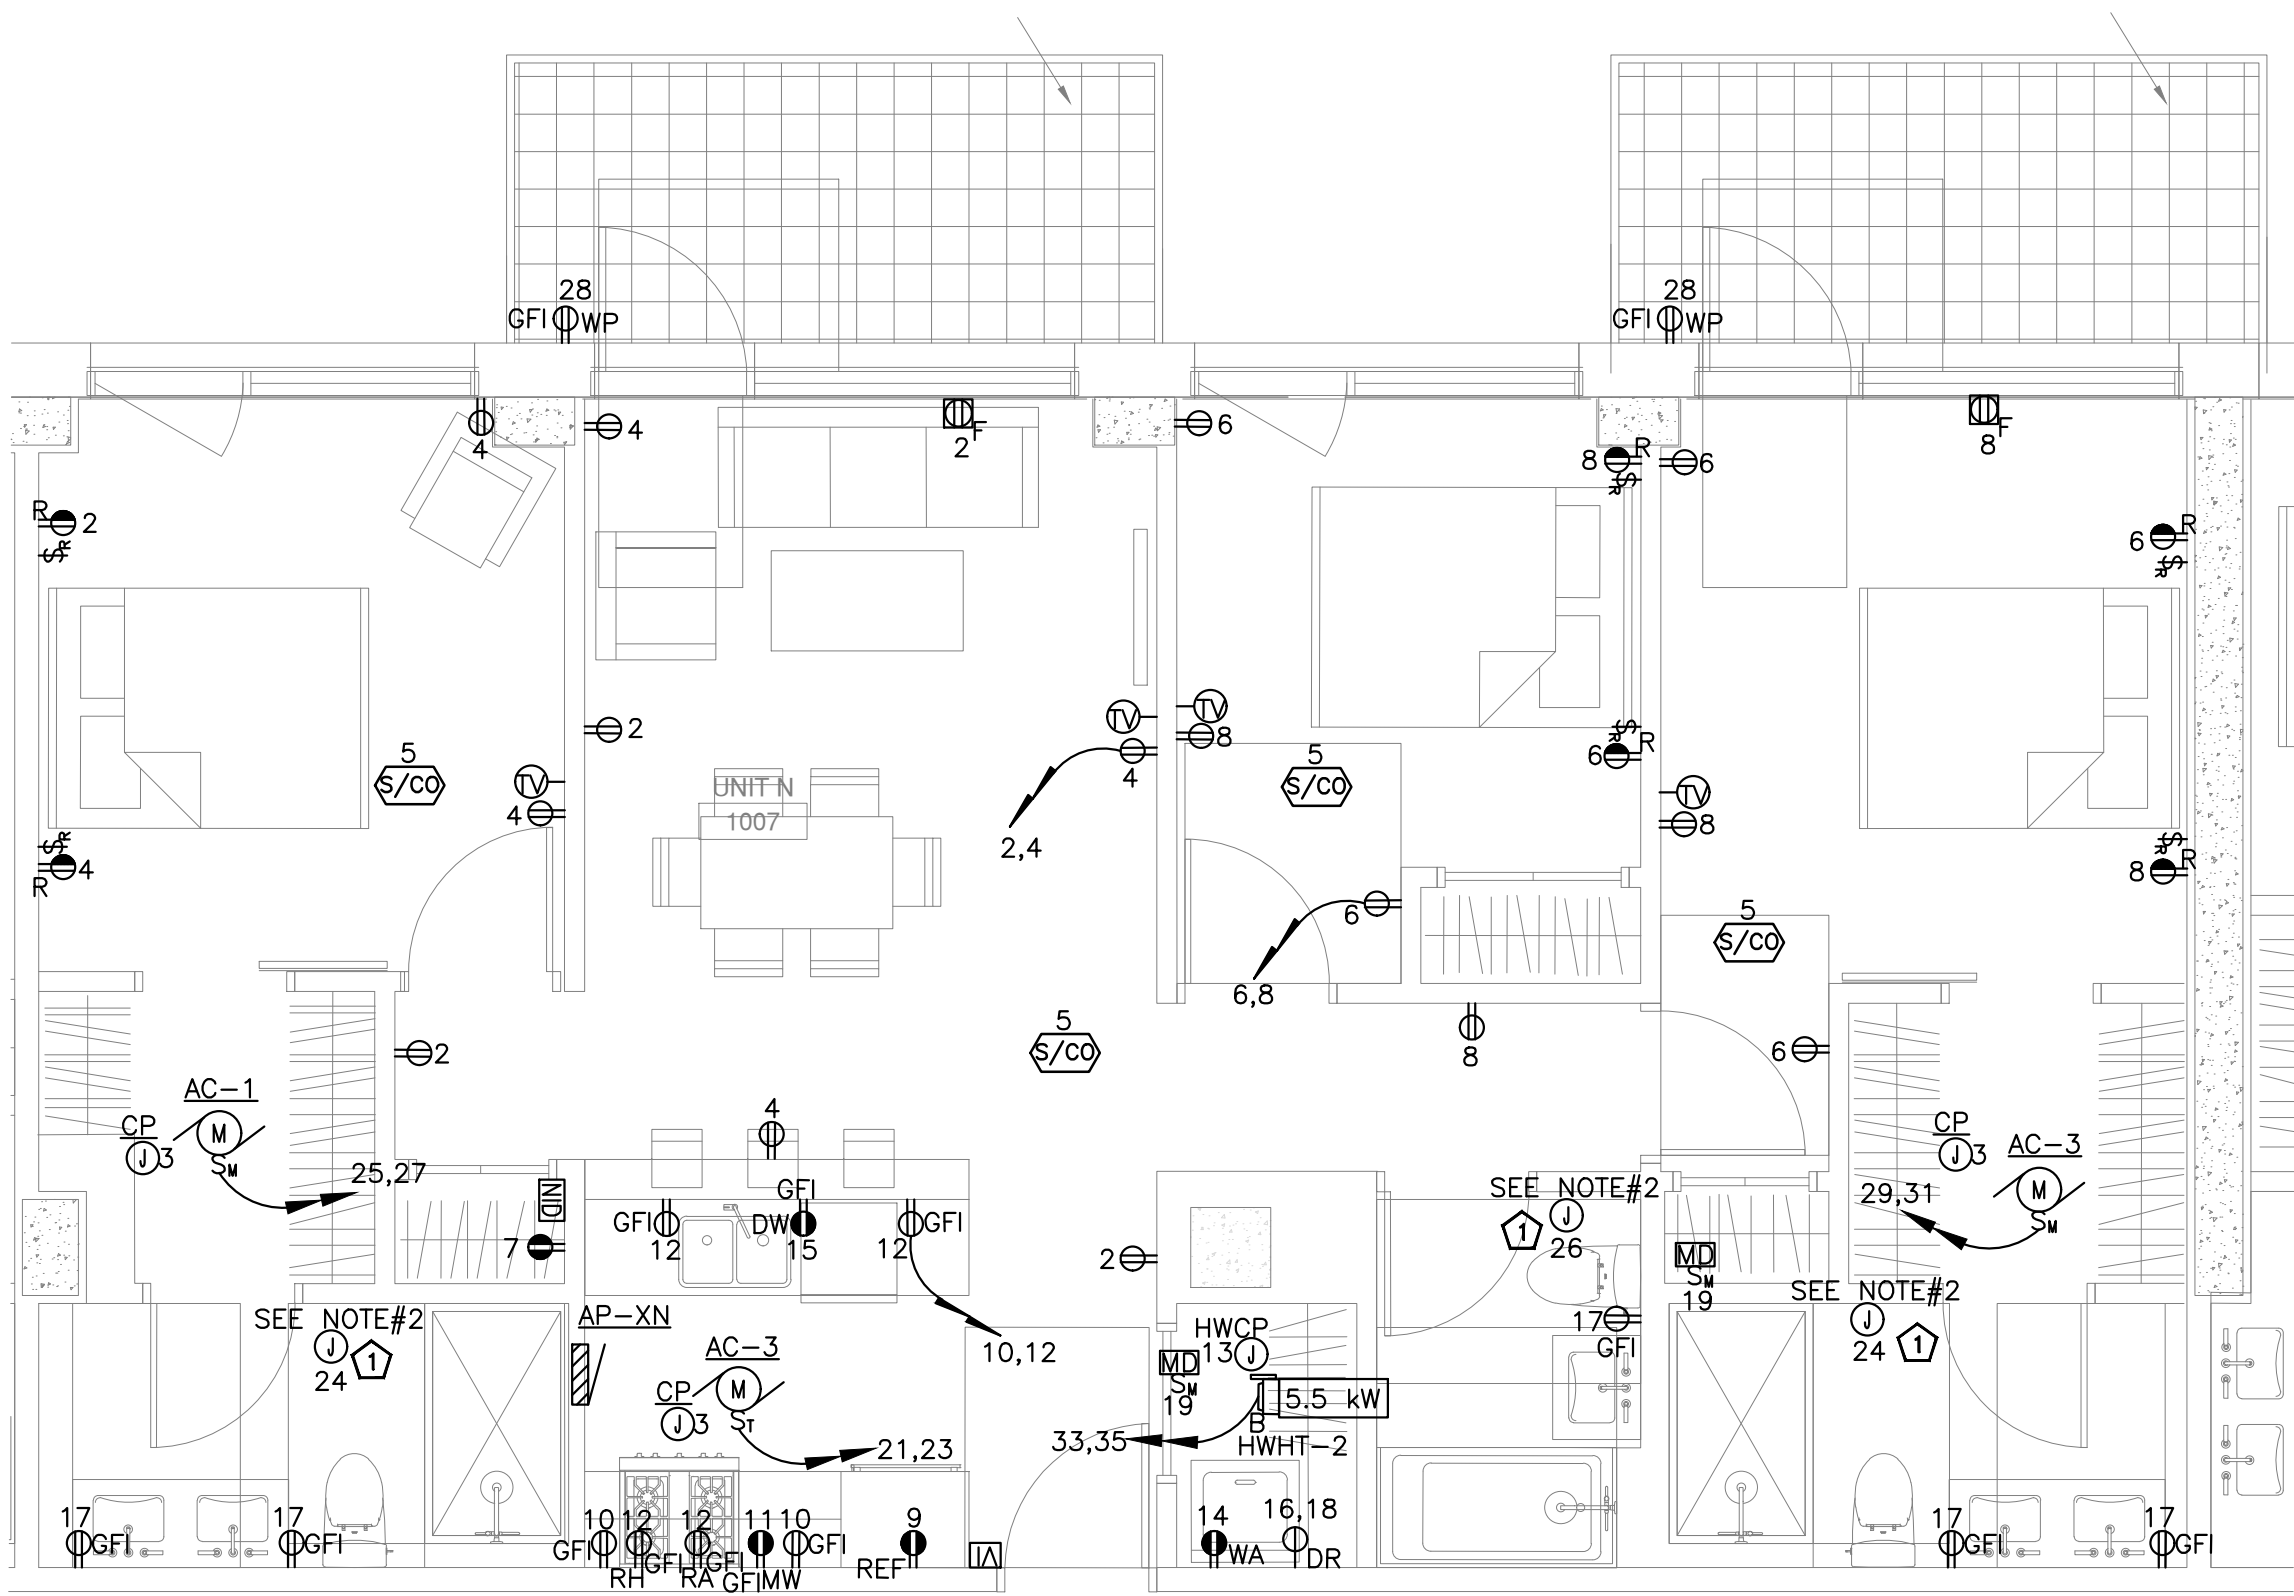 28
GFI WP
28
GFI WP
4
4
F
2
6
8 R
S R
6
F
8
R
2
S R
R
6
S R
2
TV
4
TV
8
S R
R
6
5
S/CO
TV
4
UNIT N
1007
2,4
5
S/CO
TV
8
S R
4
R
S R
R
8
6
6,8
5
S/CO
2
5
S/CO
8
6
AC-1
CP
J 3
M
S M
25,27
4
NID
7
GFI
GFI
12
DW
15
GFI
12
2
SEE NOTE#2
1
J
26
CP
J 3
AC-3
M
S M
29,31
MD
S M
19
SEE NOTE#2
J
24
1
SEE NOTE#2
J
24
1
AP-XN
AC-3
CP
J 3
M
S T
21,23
10,12
HWCP
13 J
MD
S M
19
5.5 kW
B
HWHT-2
33,35
17
GFI
17
GFI
17
GFI
10
GFI
12
GFI
RH
12
GFI
RA
11
GFI MW
10
GFI
9
REF
VI
14
WA
16,18
DR
17
GFI
17
GFI